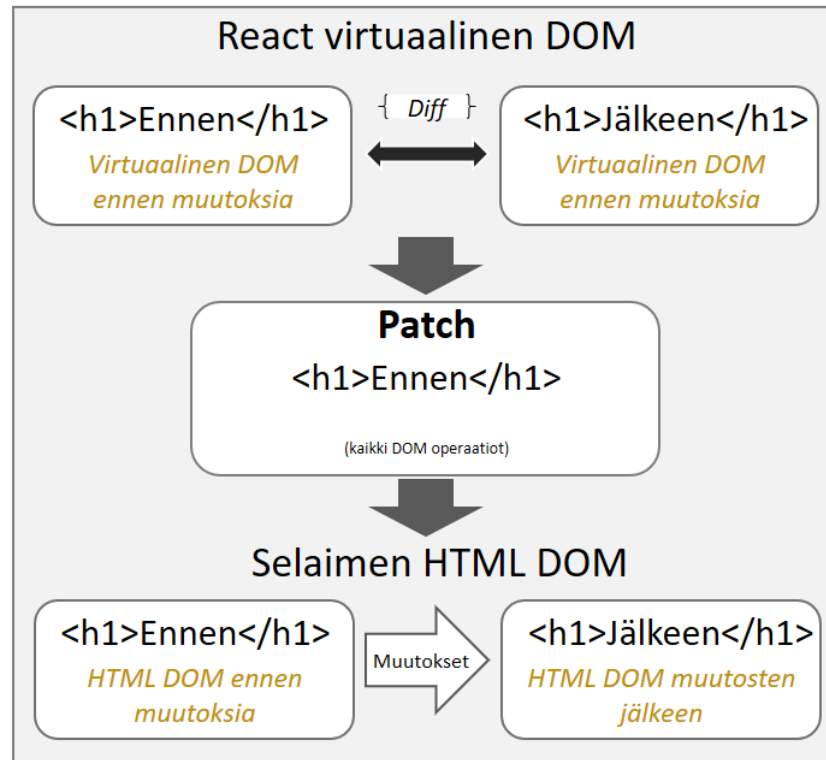 React virtuaalinen DOM
<h1>Ennen</h1>
Virtuaalinen DOM
ennen muutoksia
{ Diff }
<h1>Jälkeen</h1>
Virtuaalinen DOM
ennen muutoksia
Patch
<h1>Ennen</h1>
(kaikki DOM operaatiot)
Selaimen HTML DOM
<h1>Ennen</h1>
HTML DOM ennen
muutoksia
Muutokset
<h1>Jälkeen</h1>
HTML DOM muutosten
jälkeen